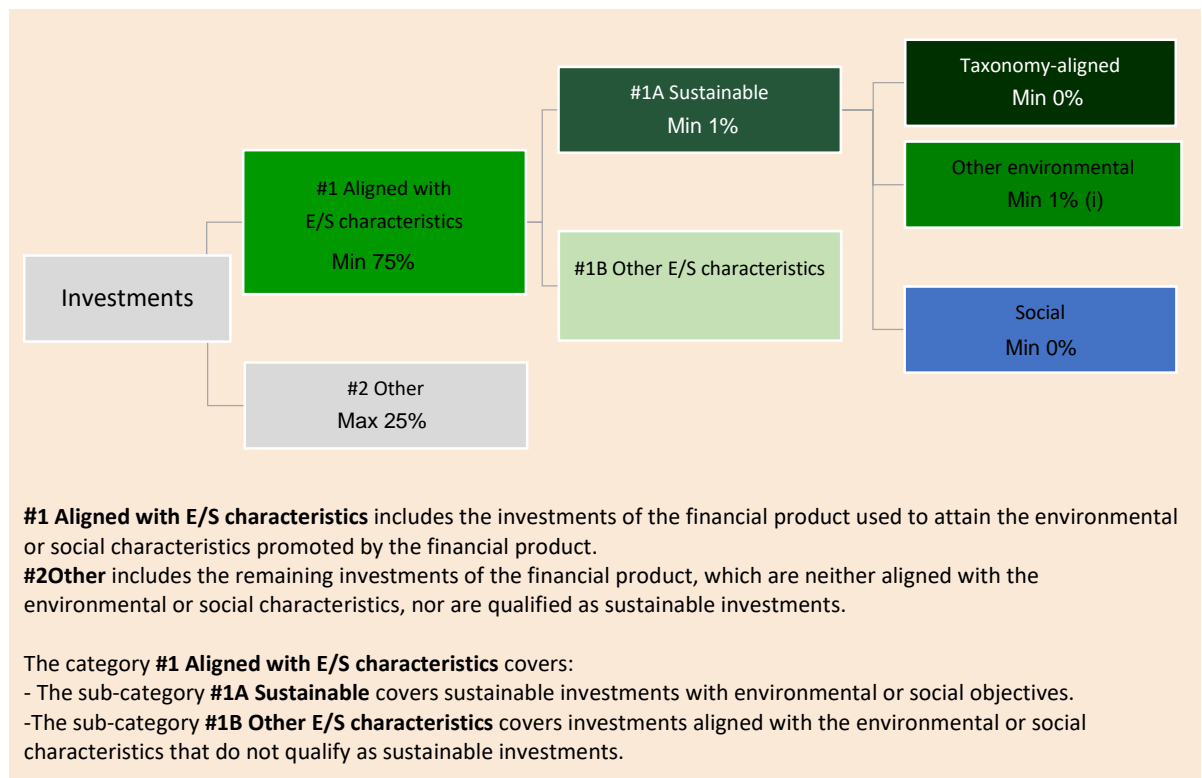 Taxonomy-aligned
Min 0%
#1A Sustainable
Min 1%
Other environmental
Min 1% (i)
#1 Aligned with
E/S characteristics
Min 75%
#1B Other E/S characteristics
Investments
Social
Min 0%
#2 Other
Max 25%
#1 Aligned with E/S characteristics includes the investments of the financial product used to attain the environmental
or social characteristics promoted by the financial product.
#2Other includes the remaining investments of the financial product, which are neither aligned with the
environmental or social characteristics, nor are qualified as sustainable investments.
The category #1 Aligned with E/S characteristics covers:
- The sub-category #1A Sustainable covers sustainable investments with environmental or social objectives.
-The sub-category #1B Other E/S characteristics covers investments aligned with the environmental or social
characteristics that do not qualify as sustainable investments.